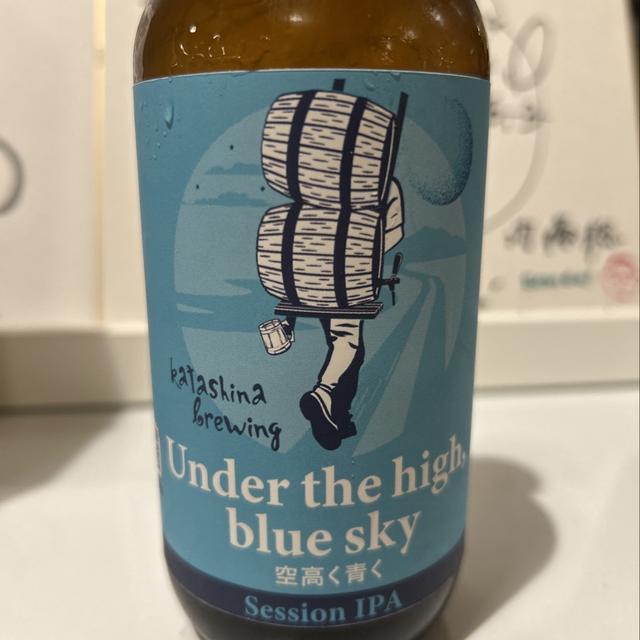 katashina
brewing
Under the high,
blue sky
空高く青く
Session IPA